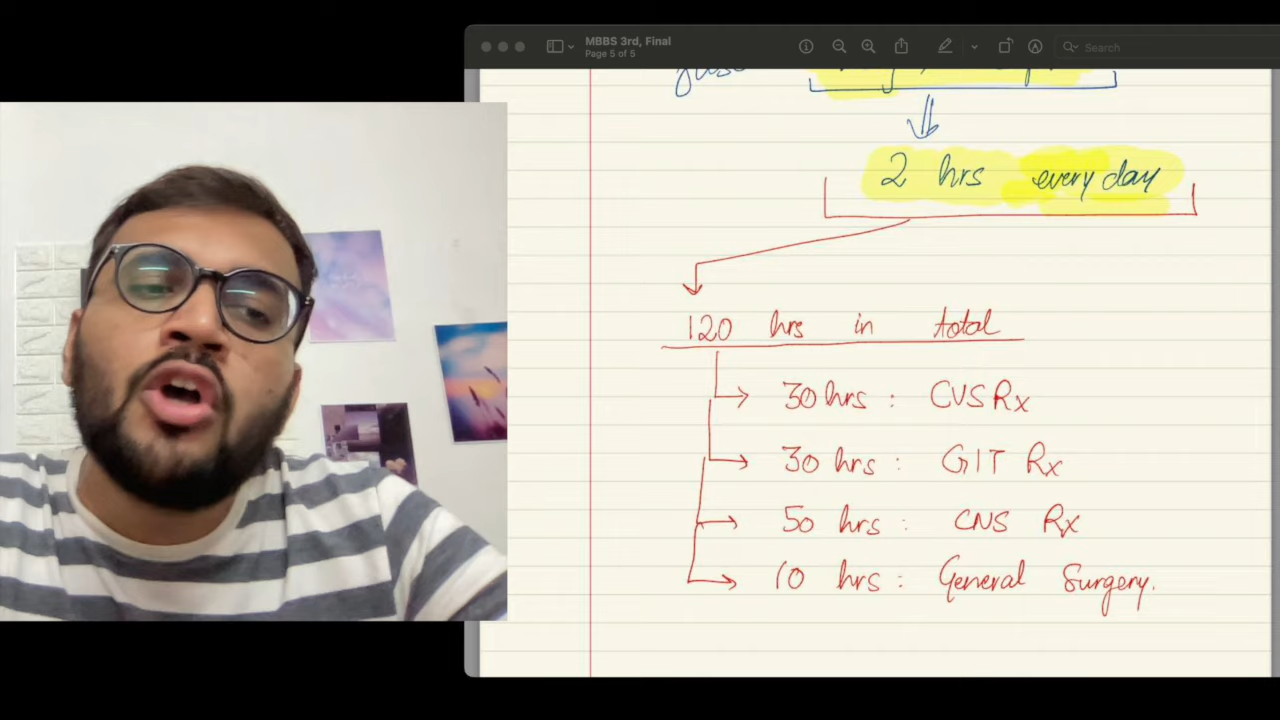 MBBS 3rd, Final
Page 5 of 5
Search
2 hrs every day
120 hrs in total
30 hrs : CVS Rx
30 hrs : GIT Rx
50 hrs : CNS Rx
10 hrs : General Surgery.